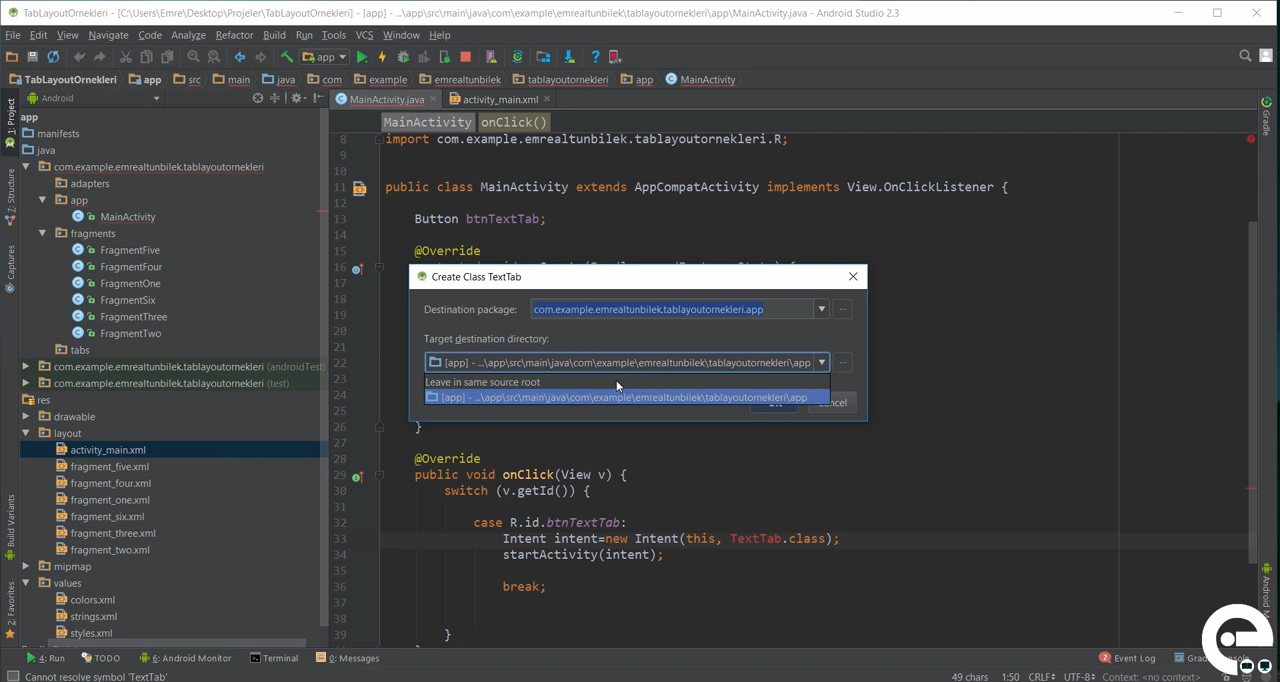 TabLayoutOrnekleri - [C:\Users\Emre\Desktop\Projeler\TabLayoutOrnekleri] - [app] - ...\app\src\main\java\com\example\emrealtunbilek\tablayoutornekleri\app\MainActivity.java - Android Studio 2.3
File Edit View Navigate Code Analyze Refactor Build Run Tools VCS Window Help
app
TabLayoutOrnekleri app src main java com example emrealtunbilek tablayoutornekleri app MainActivity
Android
MainActivity.java
activity_main.xml
MainActivity onClick()
1: Project
Z: Structure
Captures
Build Variants
2: Favorites
Gradle
app
manifests
java
com.example.emrealtunbilek.tablayoutornekleri
adapters
app
MainActivity
fragments
FragmentFive
FragmentFour
FragmentOne
FragmentSix
FragmentThree
FragmentTwo
tabs
com.example.emrealtunbilek.tablayoutornekleri (androidTest)
com.example.emrealtunbilek.tablayoutornekleri (test)
res
drawable
layout
activity_main.xml
fragment_five.xml
fragment_four.xml
fragment_one.xml
fragment_six.xml
fragment_three.xml
fragment_two.xml
mipmap
values
colors.xml
strings.xml
styles.xml
8 import com.example.emrealtunbilek.tablayoutornekleri.R;
9
10
11 public class MainActivity extends AppCompatActivity implements View.OnClickListener {
12
13 Button btnTextTab;
14
15 @Override
16
17
18
19
20
21
22
23
24
25
26 }
27
28 @Override
29 public void onClick(View v) {
30 switch (v.getId()) {
31
32 case R.id.btnTextTab:
33 Intent intent=new Intent(this, TextTab.class);
34 startActivity(intent);
35
36 break;
37
38
39 }
Create Class TextTab
Destination package: com.example.emrealtunbilek.tablayoutornekleri.app ...
Target destination directory:
[app] - ...\app\src\main\java\com\example\emrealtunbilek\tablayoutornekleri\app ...
Leave in same source root
[app] - ...\app\src\main\java\com\example\emrealtunbilek\tablayoutornekleri\app
Cancel
4: Run TODO 6: Android Monitor Terminal 0: Messages 2 Event Log
Cannot resolve symbol 'TextTab' 49 chars 1:50 CRLF UTF-8 Context: <no context>